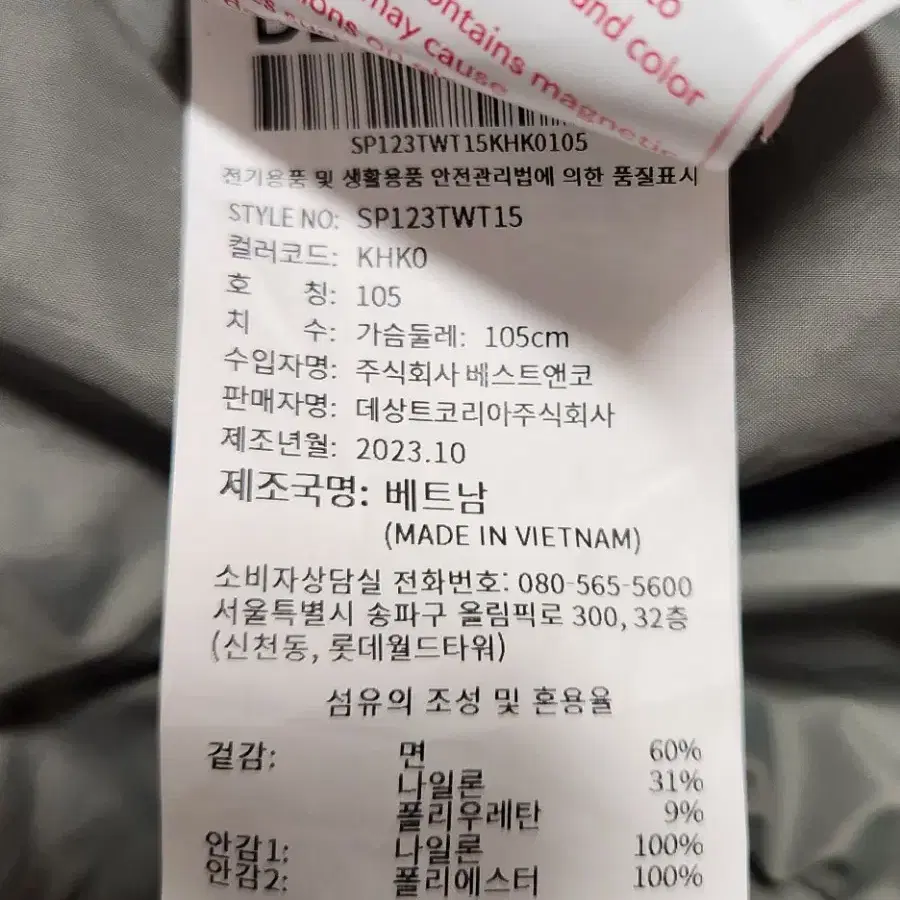 to
and color
may cause
contains magnetic
SP123TWT15KHK0105
전기용품 및 생활용품 안전관리법에 의한 품질표시
STYLE NO: SP123TWT15
컬러코드: KHK0
호 칭: 105
치 수: 가슴둘레: 105cm
수입자명: 주식회사 베스트앤코
판매자명: 데상트코리아주식회사
제조년월: 2023.10
제조국명: 베트남
(MADE IN VIETNAM)
소비자상담실 전화번호: 080-565-5600
서울특별시 송파구 올림픽로 300, 32층
(신천동, 롯데월드타워)
섬유의 조성 및 혼용율
겉감: 면 60%
나일론 31%
폴리우레탄 9%
안감1: 나일론 100%
안감2: 폴리에스터 100%